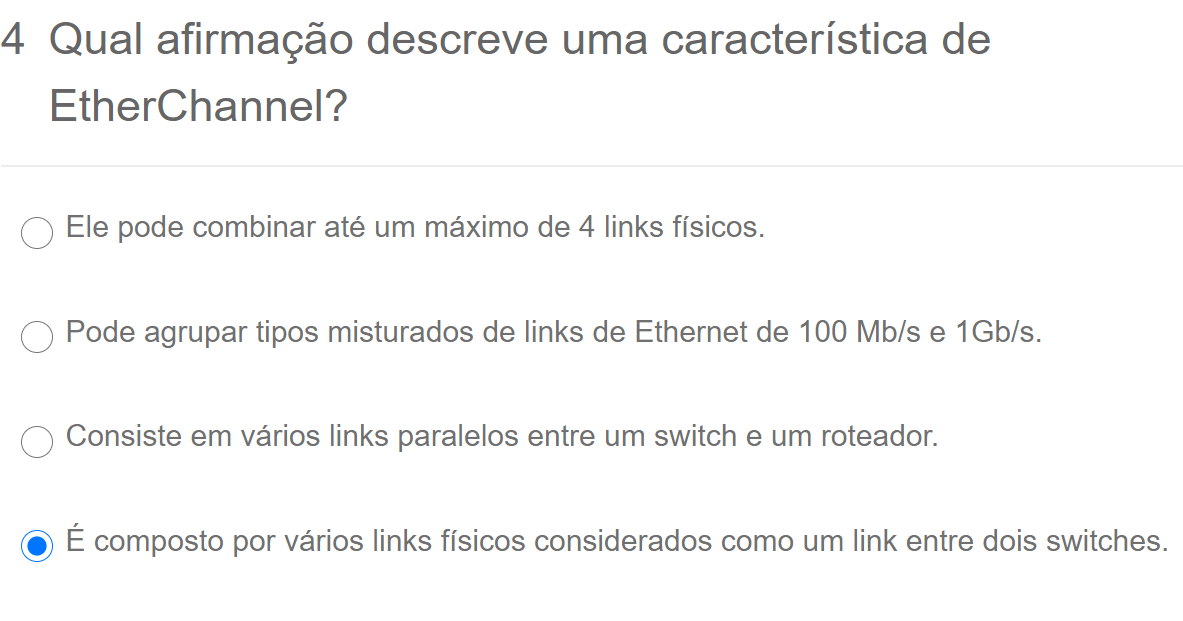 4 Qual afirmação descreve uma característica de
EtherChannel?
Ele pode combinar até um máximo de 4 links físicos.
Pode agrupar tipos misturados de links de Ethernet de 100 Mb/s e 1Gb/s.
Consiste em vários links paralelos entre um switch e um roteador.
É composto por vários links físicos considerados como um link entre dois switches.